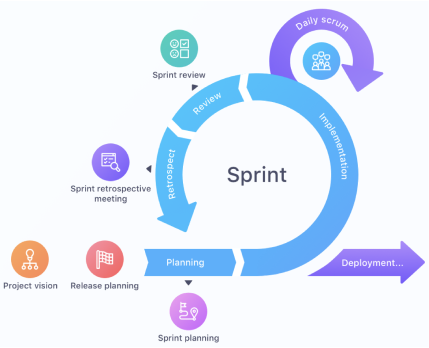 Daily scrum
Sprint review
Review
Implementation
Retrospect
Sprint
Sprint retrospective
meeting
Planning
Deployment...
Project vision
Release planning
Sprint planning